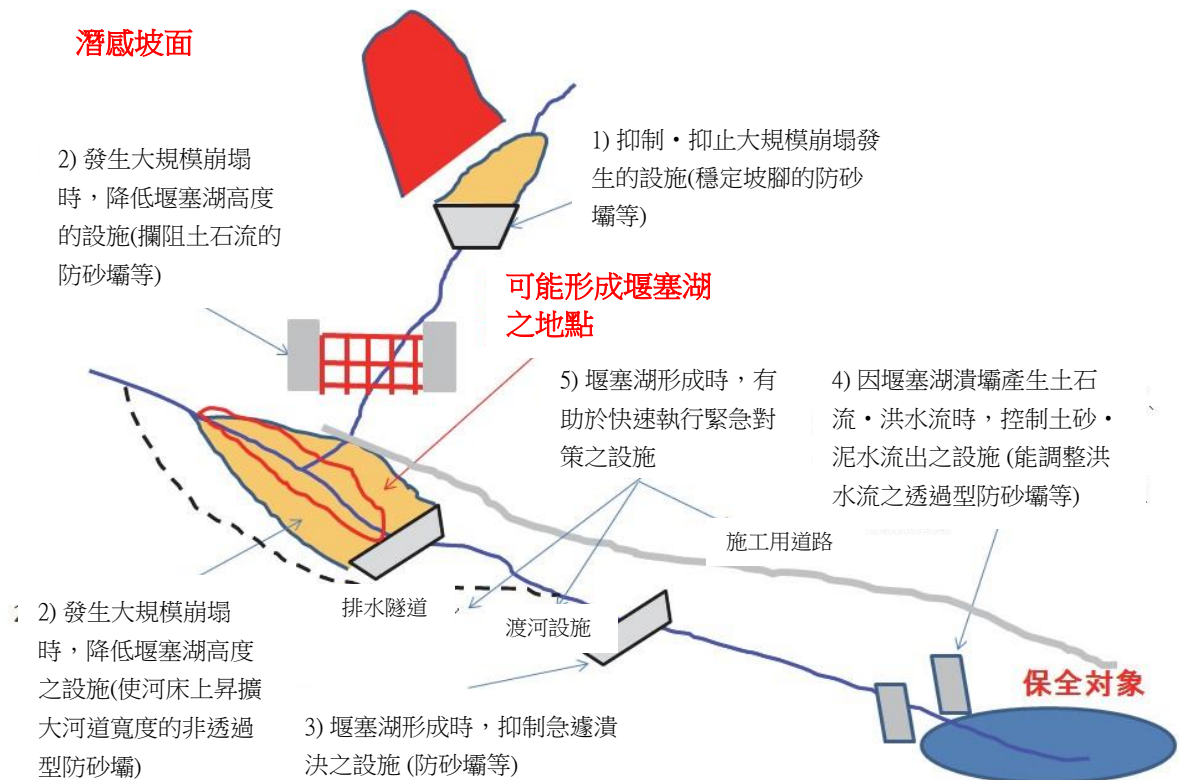 潛感坡面
1) 抑制・抑止大規模崩塌發
生的設施(穩定坡腳的防砂
壩等)
2) 發生大規模崩塌
時，降低堰塞湖高度
的設施(攔阻土石流的
防砂壩等)
可能形成堰塞湖
之地點
5) 堰塞湖形成時，有
助於快速執行緊急對
策之設施
4) 因堰塞湖潰壩產生土石
流・洪水流時，控制土砂・
泥水流出之設施 (能調整洪
水流之透過型防砂壩等)
施工用道路
排水隧道
渡河設施
2) 發生大規模崩塌
時，降低堰塞湖高度
之設施(使河床上昇擴
大河道寬度的非透過
型防砂壩)
3) 堰塞湖形成時，抑制急遽潰
決之設施 (防砂壩等)
保全対象